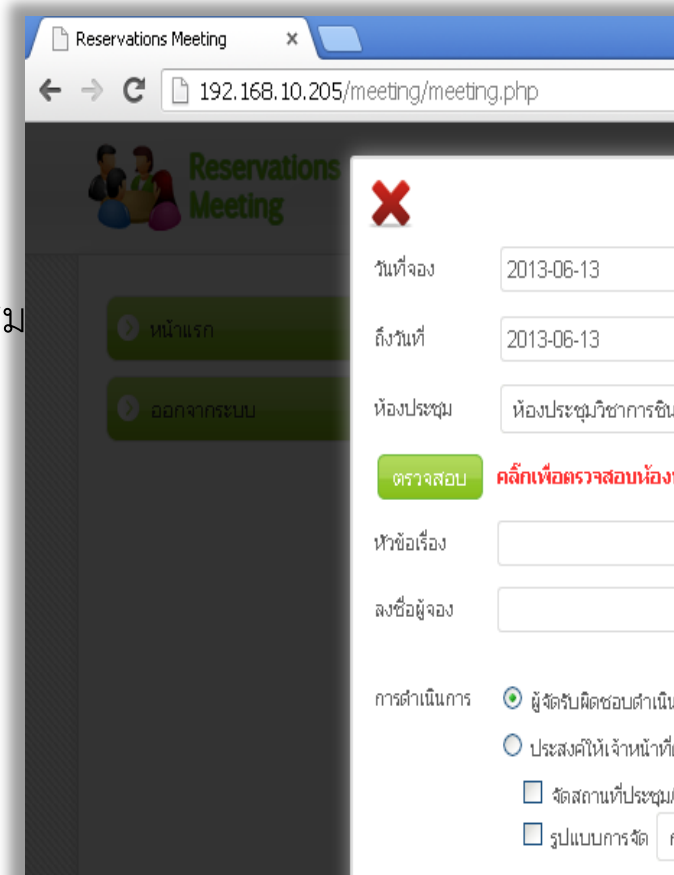 Reservations Meeting
192.168.10.205/meeting/meeting.php
Reservations
Meeting
ม
หน้าแรก
ออกจากระบบ
วันที่จอง 2013-06-13
ถึงวันที่ 2013-06-13
ห้องประชุม ห้องประชุมวิชาการชิน
ตรวจสอบ คลิ๊กเพื่อตรวจสอบห้อง
หัวข้อเรื่อง
ลงชื่อผู้จอง
การดำเนินการ ผู้จัดรับผิดชอบดำเนิน
ประสงค์ให้เจ้าหน้าที่
จัดสถานที่ประชุม/
รูปแบบการจัด